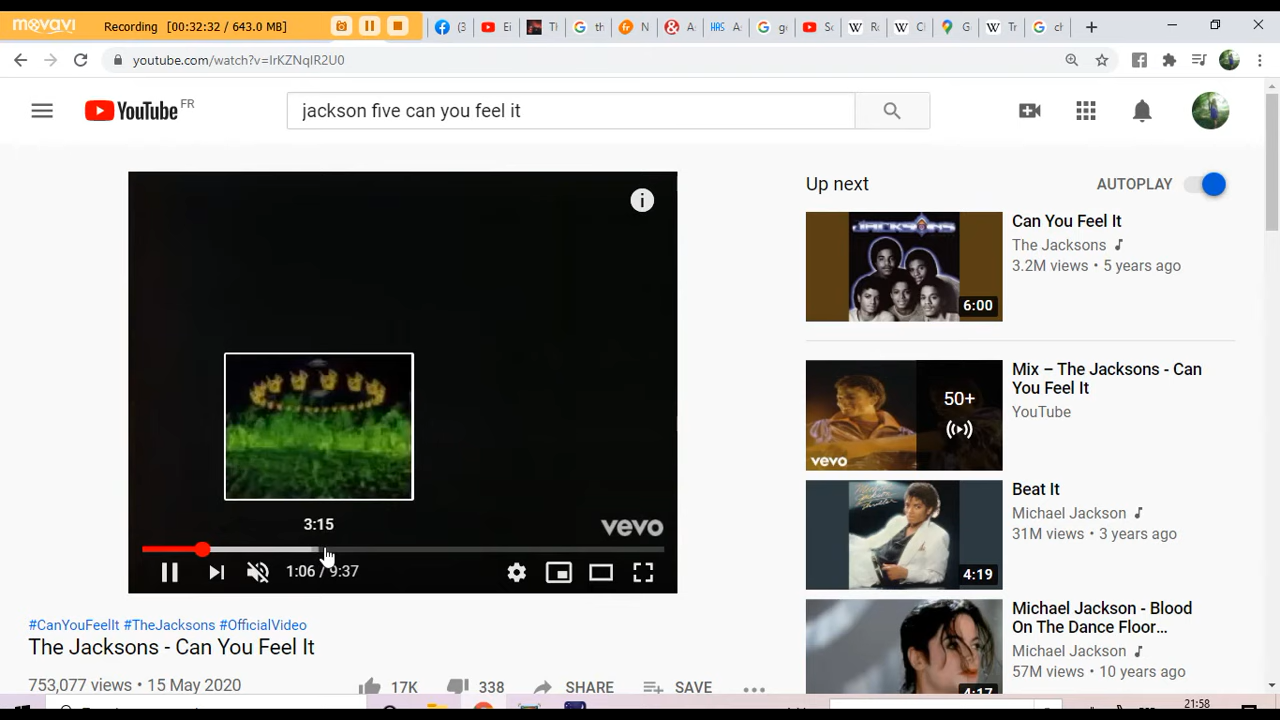 movavi Recording [00:32:32 / 643.0 MB]
youtube.com/watch?v=IrKZNqIR2U0
YouTube FR
jackson five can you feel it
Up next
AUTOPLAY
Can You Feel It
The Jacksons
3.2M views • 5 years ago
6:00
Mix – The Jacksons - Can
You Feel It
YouTube
50+
vevo
Beat It
Michael Jackson
31M views • 3 years ago
4:19
Michael Jackson - Blood
On The Dance Floor...
Michael Jackson
57M views • 10 years ago
4:17
3:15
vevo
1:06 / 9:37
#CanYouFeelIt #TheJacksons #OfficialVideo
The Jacksons - Can You Feel It
753,077 views • 15 May 2020
17K
338
SHARE
SAVE
21:58